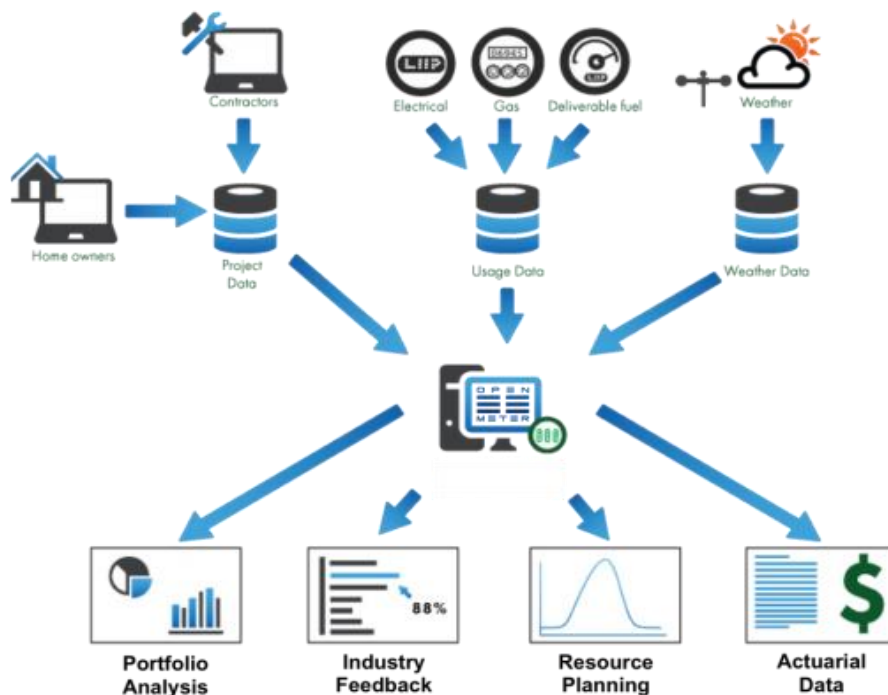 Contractors
Electrical
Gas
Deliverable fuel
Weather
Home owners
Project
Data
Usage Data
Weather Data
OPEN
METER
88%
Portfolio
Analysis
Industry
Feedback
Resource
Planning
Actuarial
Data
$